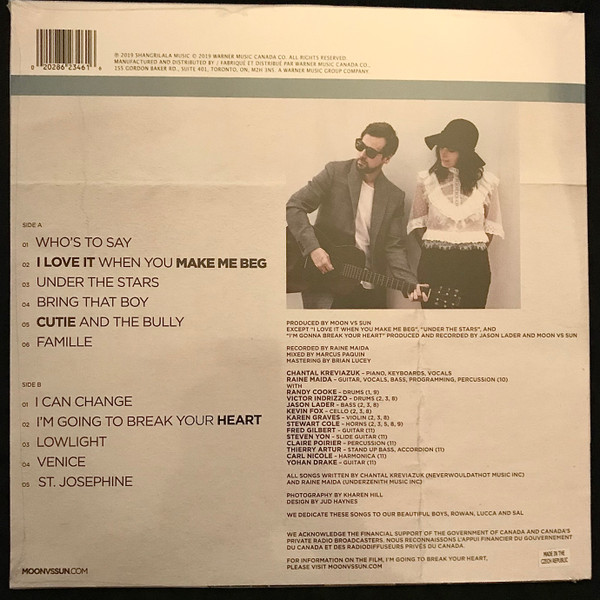 0 20286 23461 6
℗ 2019 SHANGRILALA MUSIC © 2019 WARNER MUSIC CANADA CO. ALL RIGHTS RESERVED.
MANUFACTURED AND DISTRIBUTED BY / FABRIQUÉ ET DISTRIBUÉ PAR WARNER MUSIC CANADA CO.,
155 GORDON BAKER RD., SUITE 401, TORONTO, ON, M2H 3N5. A WARNER MUSIC GROUP COMPANY.
SIDE A
01 WHO'S TO SAY
02 I LOVE IT WHEN YOU MAKE ME BEG
03 UNDER THE STARS
04 BRING THAT BOY
05 CUTIE AND THE BULLY
06 FAMILLE
SIDE B
01 I CAN CHANGE
02 I'M GOING TO BREAK YOUR HEART
03 LOWLIGHT
04 VENICE
05 ST. JOSEPHINE
MOONVSSUN.COM
PRODUCED BY MOON VS SUN
EXCEPT "I LOVE IT WHEN YOU MAKE ME BEG", "UNDER THE STARS", AND
"I'M GONNA BREAK YOUR HEART" PRODUCED AND RECORDED BY JASON LADER AND MOON VS SUN
RECORDED BY RAINE MAIDA
MIXED BY MARCUS PAQUIN
MASTERING BY BRIAN LUCEY
CHANTAL KREVIAZUK – PIANO, KEYBOARDS, VOCALS
RAINE MAIDA – GUITAR, VOCALS, BASS, PROGRAMMING, PERCUSSION (10)
WITH
RANDY COOKE – DRUMS (1, 9)
VICTOR INDRIZZO – DRUMS (2, 3, 8)
JASON LADER – BASS (2, 3, 8)
KEVIN FOX – CELLO (2, 3, 8)
KAREN GRAVES – VIOLIN (2, 3, 8)
STEWART COLE – HORNS (2, 3, 5, 8, 9)
FRED GILBERT – GUITAR (11)
STEVEN YON – SLIDE GUITAR (11)
CLAIRE POIRIER – PERCUSSION (11)
THIERRY ARTUR – STAND UP BASS, ACCORDION (11)
CARL NICOLE – HARMONICA (11)
YOHAN DRAKE – GUITAR (11)
ALL SONGS WRITTEN BY CHANTAL KREVIAZUK (NEVERWOULDATHOT MUSIC INC)
AND RAINE MAIDA (UNDERZENITH MUSIC INC)
PHOTOGRAPHY BY KHAREN HILL
DESIGN BY JUD HAYNES
WE DEDICATE THESE SONGS TO OUR BEAUTIFUL BOYS, ROWAN, LUCCA AND SAL
WE ACKNOWLEDGE THE FINANCIAL SUPPORT OF THE GOVERNMENT OF CANADA AND CANADA'S
PRIVATE RADIO BROADCASTERS. NOUS RECONNAISSONS L'APPUI FINANCIER DU GOUVERNEMENT
DU CANADA ET DES RADIODIFFUSEURS PRIVÉS DU CANADA.
FOR INFORMATION ON THE FILM, I'M GOING TO BREAK YOUR HEART,
PLEASE VISIT MOONVSSUN.COM
MADE IN THE
CZECH REPUBLIC